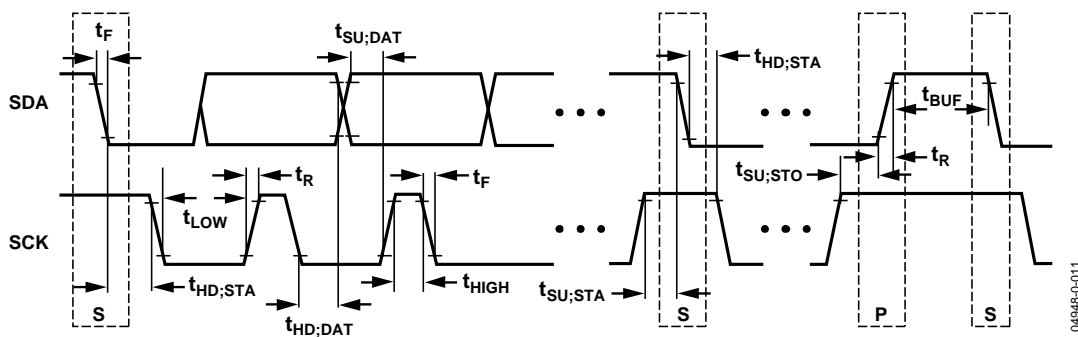 tF
tSU;DAT
tHD;STA
SDA
tBUF
tR
tF
tSU;STO
tR
tLOW
SCK
tHD;STA
tHIGH
tSU;STA
tHD;DAT
S
S
P
S
04948-0-011